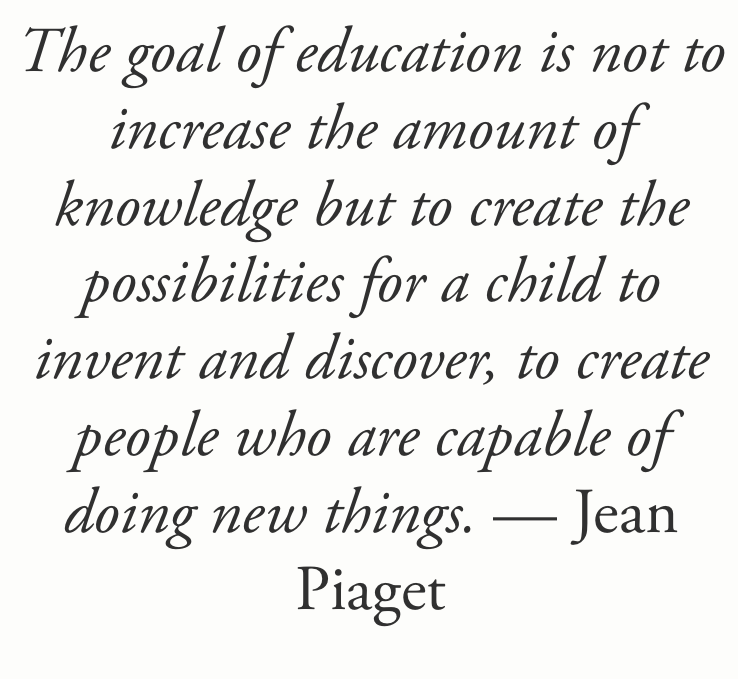 The goal of education is not to
increase the amount of
knowledge but to create the
possibilities for a child to
invent and discover, to create
people who are capable of
doing new things. — Jean
Piaget